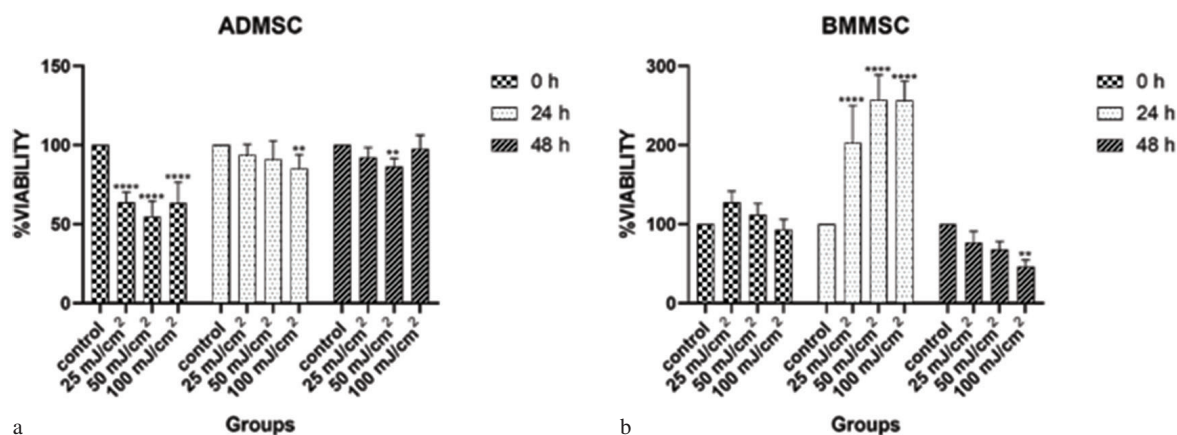 ADMSC
150
100
50
0
%VIABILITY
**** **** **** ** **
0 h
24 h
48 h
control 25 mJ/cm² 50 mJ/cm² 100 mJ/cm² control 25 mJ/cm² 50 mJ/cm² 100 mJ/cm² control 25 mJ/cm² 50 mJ/cm² 100 mJ/cm²
Groups
a
BMMSC
300
200
100
0
%VIABILITY
**** **** **** **
0 h
24 h
48 h
control 25 mJ/cm² 50 mJ/cm² 100 mJ/cm² control 25 mJ/cm² 50 mJ/cm² 100 mJ/cm² control 25 mJ/cm² 50 mJ/cm² 100 mJ/cm²
Groups
b